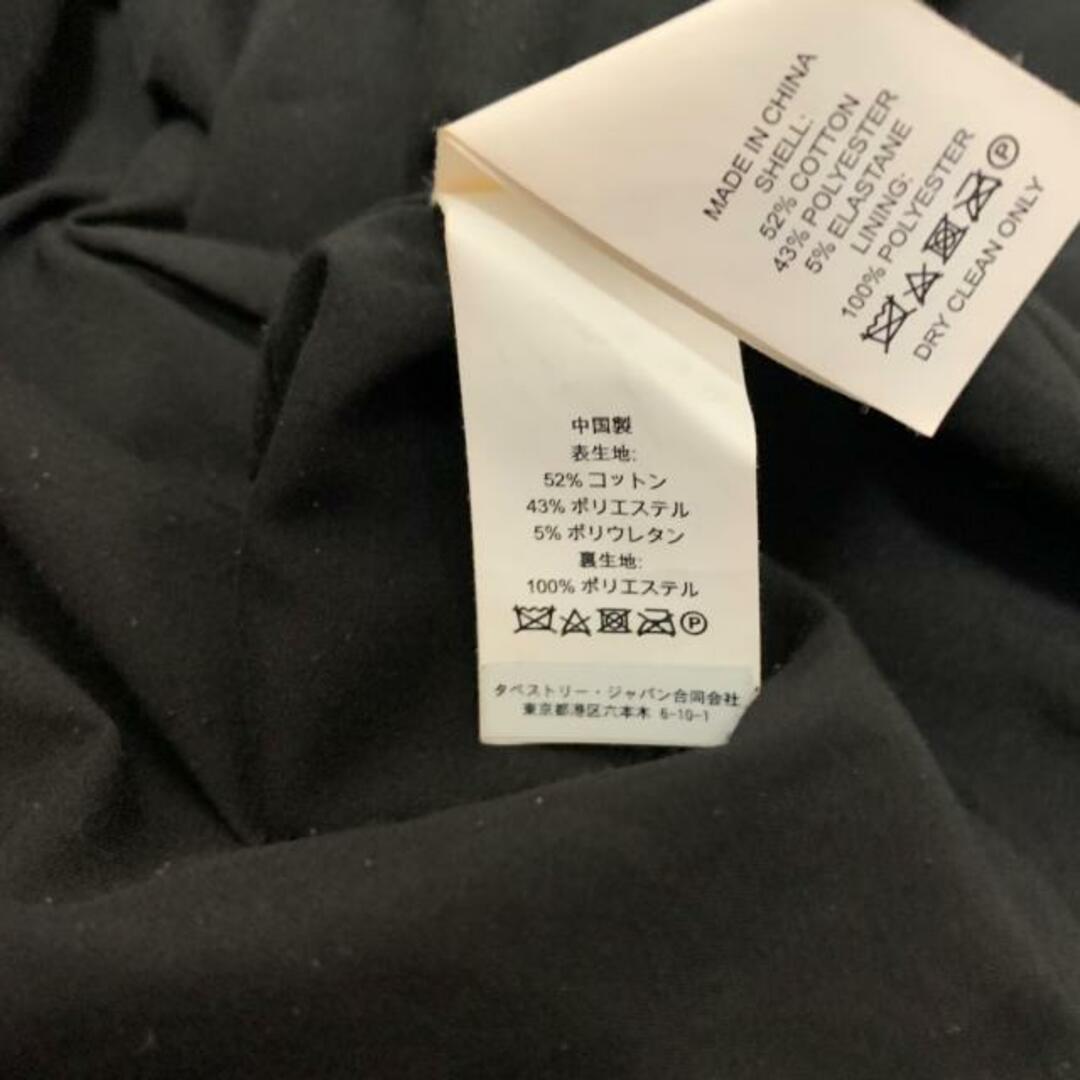 MADE IN CHINA
SHELL:
52% COTTON
43% POLYESTER
5% ELASTANE
LINING:
100% POLYESTER
P
DRY CLEAN ONLY
中国製
表生地:
52% コットン
43% ポリエステル
5% ポリウレタン
裏生地:
100% ポリエステル
P
タペストリー・ジャパン合同会社
東京都港区六本木 6-10-1